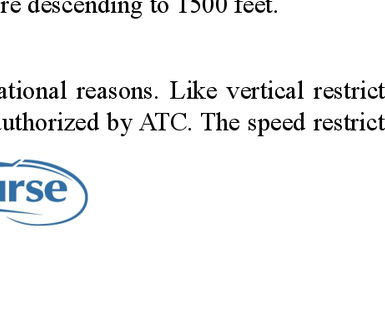 re descending to 1500 feet.
ational reasons. Like vertical restrict
uthorized by ATC. The speed restrict
urse